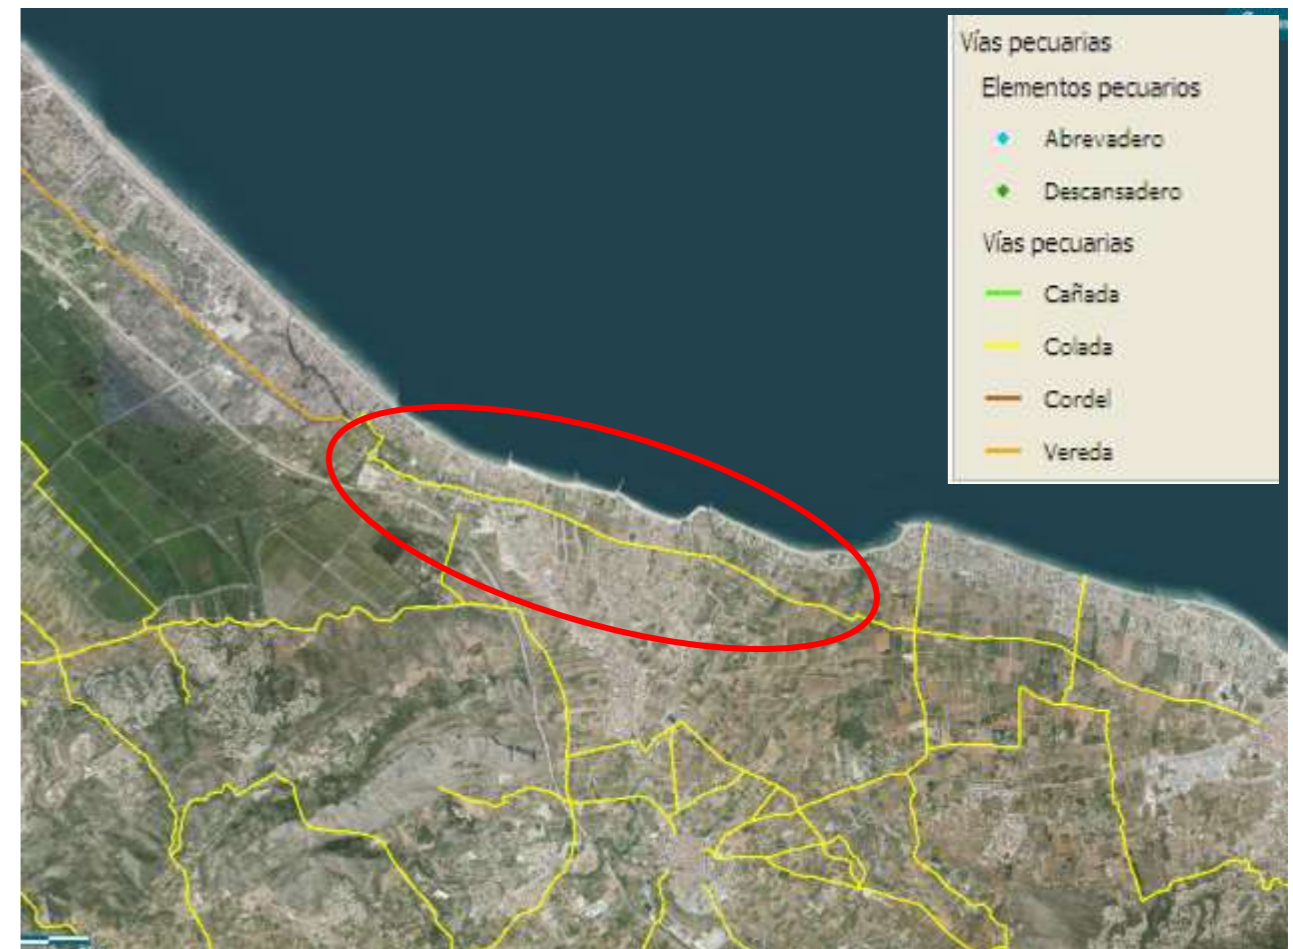 Vías pecuarias
Elementos pecuarios
Abrevadero
Descansadero
Vías pecuarias
Cañada
Colada
Cordel
Vereda